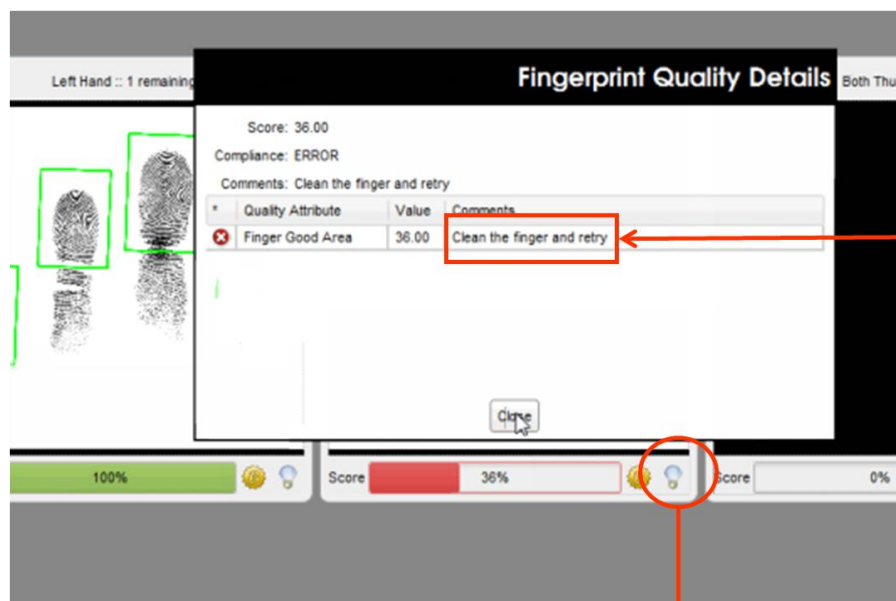 Left Hand :: 1 remaining
Fingerprint Quality Details
Both Thu
Score: 36.00
Compliance: ERROR
Comments: Clean the finger and retry
* Quality Attribute Value Comments
Finger Good Area 36.00 Clean the finger and retry
Close
100%
Score 36%
Score 0%